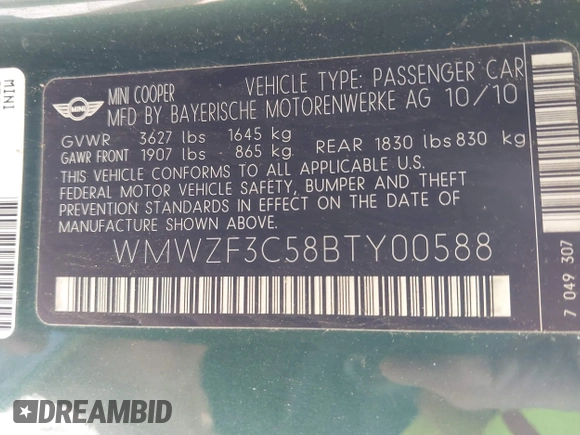 MINI
MINI COOPER VEHICLE TYPE: PASSENGER CAR
MFD BY BAYERISCHE MOTORENWERKE AG 10/10
GVWR 3627 lbs 1645 kg
GAWR FRONT 1907 lbs - 865 kg REAR 1830 lbs 830 kg
THIS VEHICLE CONFORMS TO ALL APPLICABLE U.S.
FEDERAL MOTOR VEHICLE SAFETY, BUMPER AND THEFT
PREVENTION STANDARDS IN EFFECT ON THE DATE OF
MANUFACTURE SHOWN ABOVE.
WMWZF3C58BTY00588
7 049 307
MINI
DREAMBID